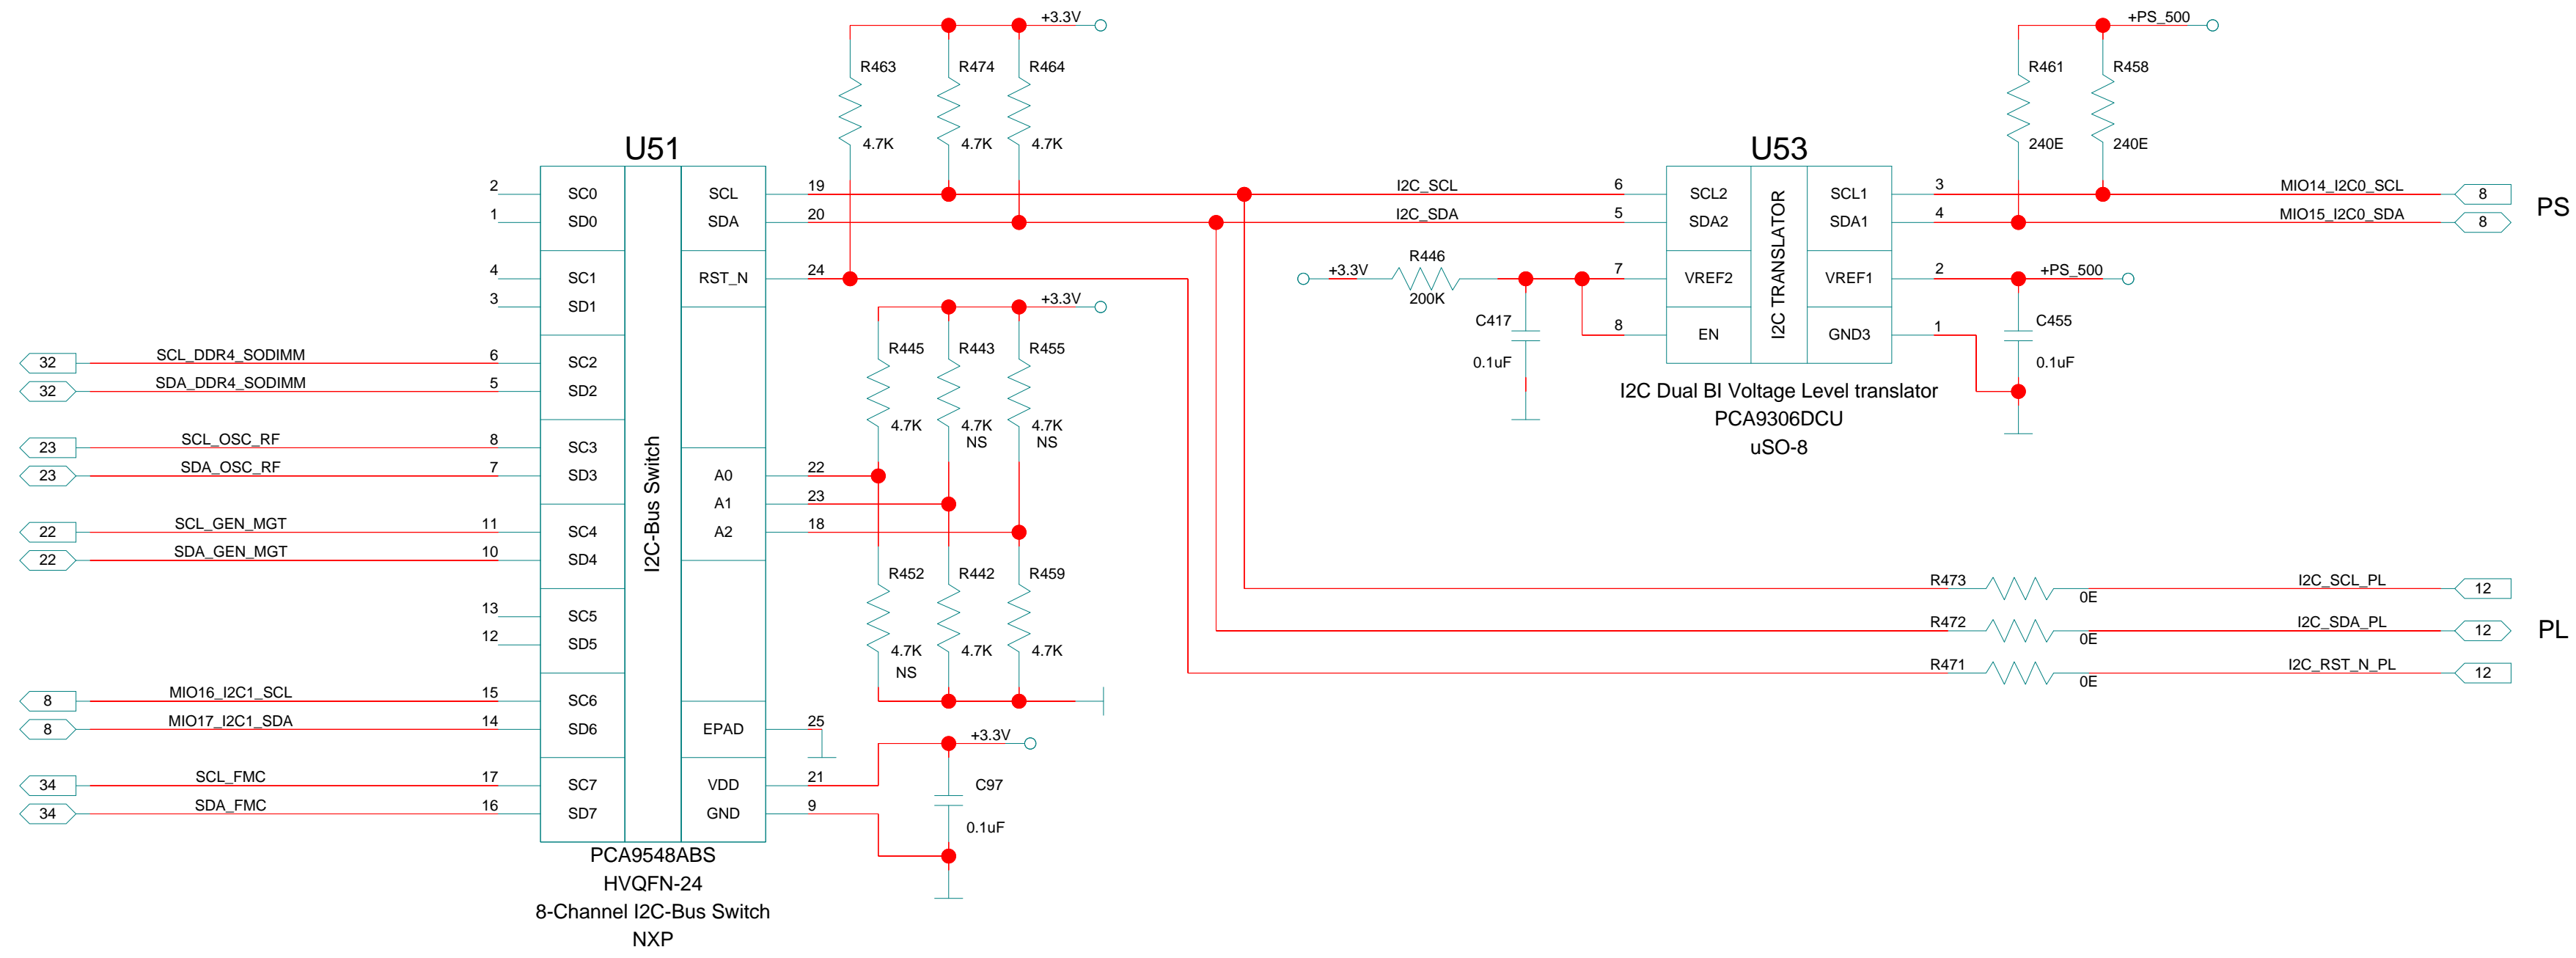 +3.3V
R463
R474
R464
4.7K
4.7K
4.7K
U51
2
SC0
SCL
19
1
SD0
SDA
20
4
SC1
RST_N
24
3
SD1
32
SCL_DDR4_SODIMM
6
SC2
32
SDA_DDR4_SODIMM
5
SD2
23
SCL_OSC_RF
8
SC3
23
SDA_OSC_RF
7
SD3
22
SCL_GEN_MGT
11
SC4
22
SDA_GEN_MGT
10
SD4
13
SC5
12
SD5
8
MIO16_I2C1_SCL
15
SC6
8
MIO17_I2C1_SDA
14
SD6
34
SCL_FMC
17
SC7
34
SDA_FMC
16
SD7
I2C-Bus Switch
A0
22
A1
23
A2
18
EPAD
25
VDD
21
GND
9
PCA9548ABS
HVQFN-24
8-Channel I2C-Bus Switch
NXP
+3.3V
R445
R443
R455
4.7K
4.7K
NS
4.7K
NS
R452
R442
R459
4.7K
NS
4.7K
4.7K
+3.3V
C97
0.1uF
I2C_SCL
I2C_SDA
+3.3V
R446
200K
C417
0.1uF
U53
6
SCL2
SCL1
3
5
SDA2
SDA1
4
7
VREF2
VREF1
2
8
EN
GND3
1
I2C TRANSLATOR
I2C Dual BI Voltage Level translator
PCA9306DCU
uSO-8
+PS_500
R461
R458
240E
240E
MIO14_I2C0_SCL
8
MIO15_I2C0_SDA
8
PS
+PS_500
C455
0.1uF
R473
0E
I2C_SCL_PL
12
R472
0E
I2C_SDA_PL
12
PL
R471
0E
I2C_RST_N_PL
12